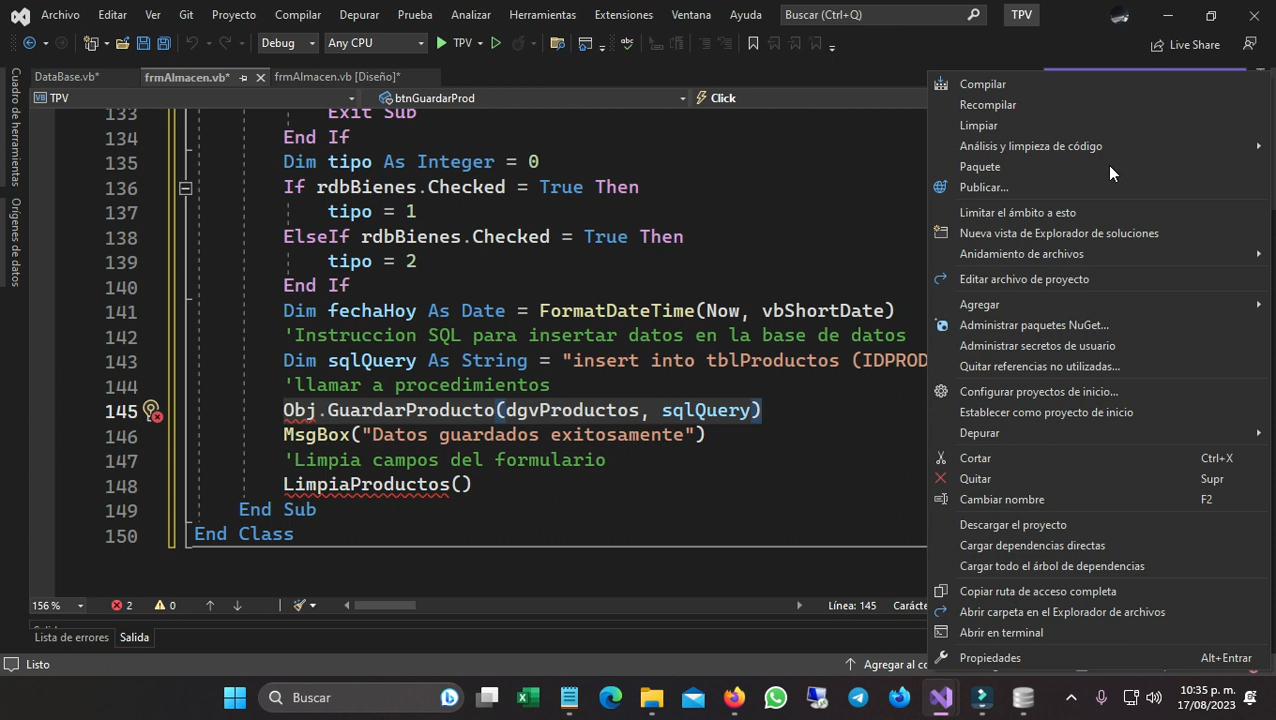 Archivo Editar Ver Git Proyecto Compilar Depurar Prueba Analizar Herramientas Extensiones Ventana Ayuda Buscar (Ctrl+Q) TPV
Debug Any CPU TPV Live Share
DataBase.vb* frmAlmacen.vb* frmAlmacen.vb [Diseño]*
TPV btnGuardarProd Click
Cuadro de herramientas
Orígenes de datos
133 Exit Sub
134 End If
135 Dim tipo As Integer = 0
136 If rdbBienes.Checked = True Then
137 tipo = 1
138 ElseIf rdbBienes.Checked = True Then
139 tipo = 2
140 End If
141 Dim fechaHoy As Date = FormatDateTime(Now, vbShortDate)
142 'Instruccion SQL para insertar datos en la base de datos
143 Dim sqlQuery As String = "insert into tblProductos (IDPROD
144 'llamar a procedimientos
145 Obj.GuardarProducto(dgvProductos, sqlQuery)
146 MsgBox("Datos guardados exitosamente")
147 'Limpia campos del formulario
148 LimpiaProductos()
149 End Sub
150 End Class
Compilar
Recompilar
Limpiar
Análisis y limpieza de código
Paquete
Publicar...
Limitar el ámbito a esto
Nueva vista de Explorador de soluciones
Anidamiento de archivos
Editar archivo de proyecto
Agregar
Administrar paquetes NuGet...
Administrar secretos de usuario
Quitar referencias no utilizadas...
Configurar proyectos de inicio...
Establecer como proyecto de inicio
Depurar
Cortar Ctrl+X
Quitar Supr
Cambiar nombre F2
Descargar el proyecto
Cargar dependencias directas
Cargar todo el árbol de dependencias
Copiar ruta de acceso completa
Abrir carpeta en el Explorador de archivos
Abrir en terminal
Propiedades Alt+Entrar
156 % 2 0 Línea: 145 Caracte
Lista de errores Salida
Listo Agregar al co
Buscar
10:35 p. m.
17/08/2023